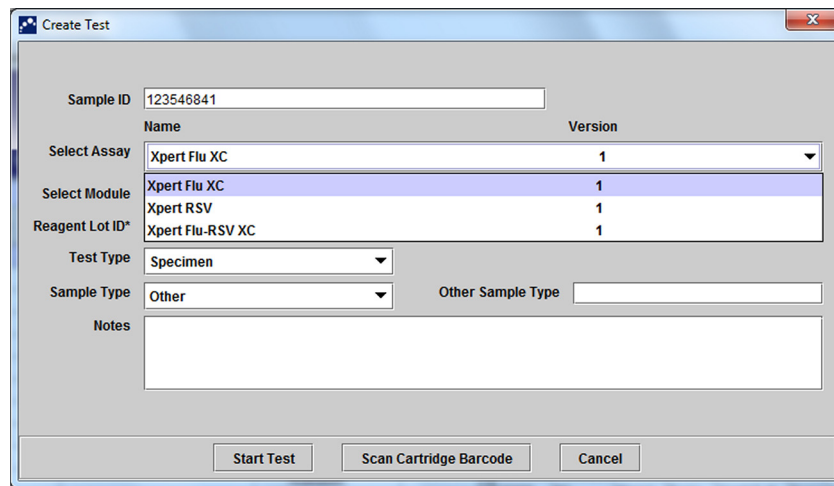 Create Test
Sample ID 123546841
Name Version
Select Assay Xpert Flu XC 1
Select Module Xpert Flu XC 1
Xpert RSV 1
Reagent Lot ID* Xpert Flu-RSV XC 1
Test Type Specimen
Sample Type Other Other Sample Type
Notes
Start Test Scan Cartridge Barcode Cancel